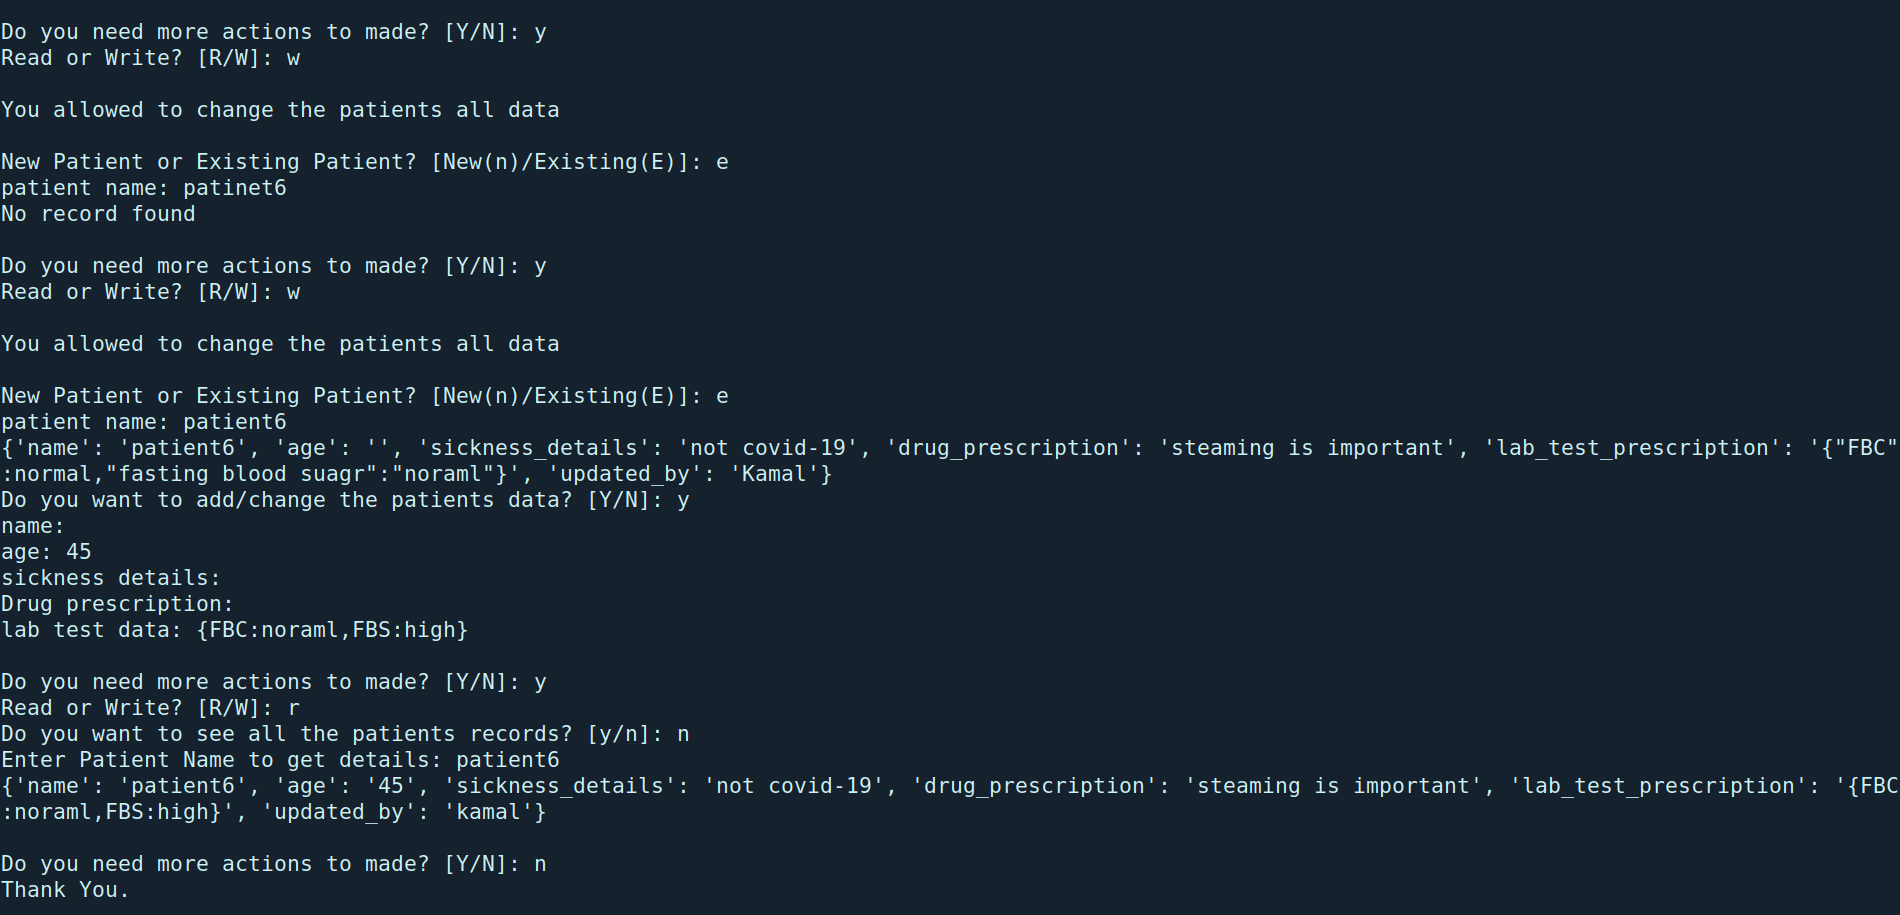 Do you need more actions to made? [Y/N]: y
Read or Write? [R/W]: w
You allowed to change the patients all data
New Patient or Existing Patient? [New(n)/Existing(E)]: e
patient name: patinet6
No record found
Do you need more actions to made? [Y/N]: y
Read or Write? [R/W]: w
You allowed to change the patients all data
New Patient or Existing Patient? [New(n)/Existing(E)]: e
patient name: patient6
{'name': 'patient6', 'age': '', 'sickness_details': 'not covid-19', 'drug_prescription': 'steaming is important', 'lab_test_prescription': '{"FBC"
:normal,"fasting blood suagr":"noraml"}', 'updated_by': 'Kamal'}
Do you want to add/change the patients data? [Y/N]: y
name:
age: 45
sickness details:
Drug prescription:
lab test data: {FBC:noraml,FBS:high}
Do you need more actions to made? [Y/N]: y
Read or Write? [R/W]: r
Do you want to see all the patients records? [y/n]: n
Enter Patient Name to get details: patient6
{'name': 'patient6', 'age': '45', 'sickness_details': 'not covid-19', 'drug_prescription': 'steaming is important', 'lab_test_prescription': '{FBC
:noraml,FBS:high}', 'updated_by': 'kamal'}
Do you need more actions to made? [Y/N]: n
Thank You.